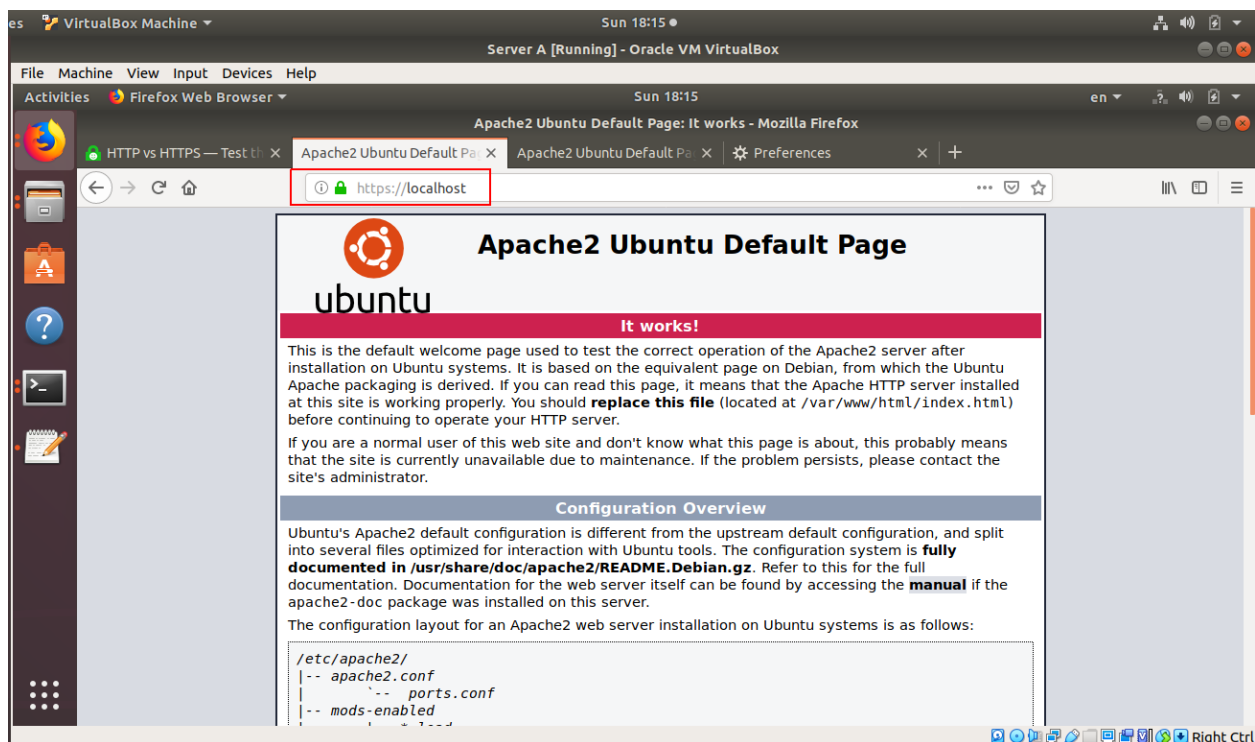 es VirtualBox Machine Sun 18:15
Server A [Running] - Oracle VM VirtualBox
File Machine View Input Devices Help
Activities Firefox Web Browser Sun 18:15 en
Apache2 Ubuntu Default Page: It works - Mozilla Firefox
HTTP vs HTTPS — Test th Apache2 Ubuntu Default Pa Apache2 Ubuntu Default Pa Preferences
https://localhost
Apache2 Ubuntu Default Page
ubuntu
It works!
This is the default welcome page used to test the correct operation of the Apache2 server after
installation on Ubuntu systems. It is based on the equivalent page on Debian, from which the Ubuntu
Apache packaging is derived. If you can read this page, it means that the Apache HTTP server installed
at this site is working properly. You should replace this file (located at /var/www/html/index.html)
before continuing to operate your HTTP server.
If you are a normal user of this web site and don't know what this page is about, this probably means
that the site is currently unavailable due to maintenance. If the problem persists, please contact the
site's administrator.
Configuration Overview
Ubuntu's Apache2 default configuration is different from the upstream default configuration, and split
into several files optimized for interaction with Ubuntu tools. The configuration system is fully
documented in /usr/share/doc/apache2/README.Debian.gz. Refer to this for the full
documentation. Documentation for the web server itself can be found by accessing the manual if the
apache2-doc package was installed on this server.
The configuration layout for an Apache2 web server installation on Ubuntu systems is as follows:
/etc/apache2/
|-- apache2.conf
| `-- ports.conf
|-- mods-enabled
Right Ctrl